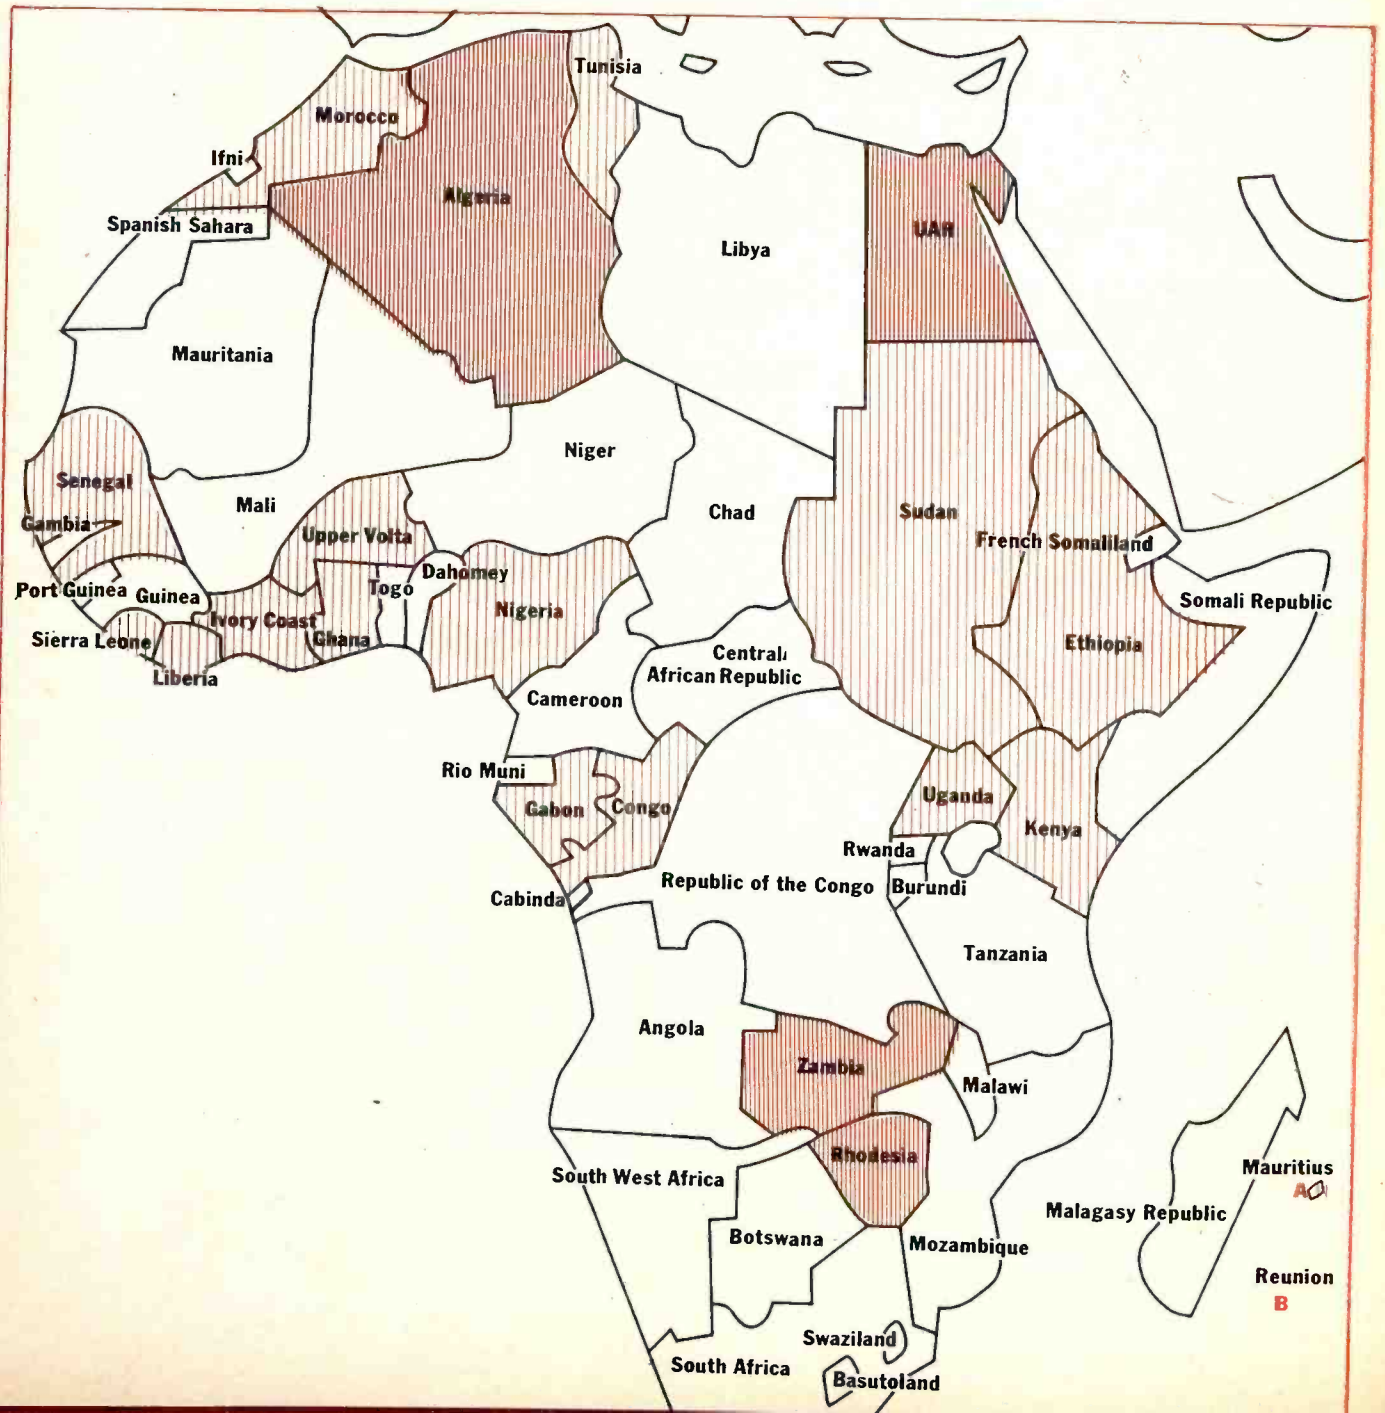 Tunisia
Morocco
Ifni
Algeria
Spanish Sahara
Libya
UAR
Mauritania
Niger
Senegal
Mali
Chad
Sudan
Gambia
Upper Volta
French Somaliland
Dahomey
Togo
Port Guinea
Guinea
Nigeria
Somali Republic
Ivory Coast
Ghana
Sierra Leone
Ethiopia
Liberia
Central
African Republic
Cameroon
Rio Muni
Gabon
Congo
Uganda
Kenya
Rwanda
Republic of the Congo
Burundi
Cabinda
Tanzania
Angola
Zambia
Malawi
Rhodesia
South West Africa
Mauritius
A
Malagasy Republic
Botswana
Mozambique
Reunion
B
Swaziland
South Africa
Basutoland